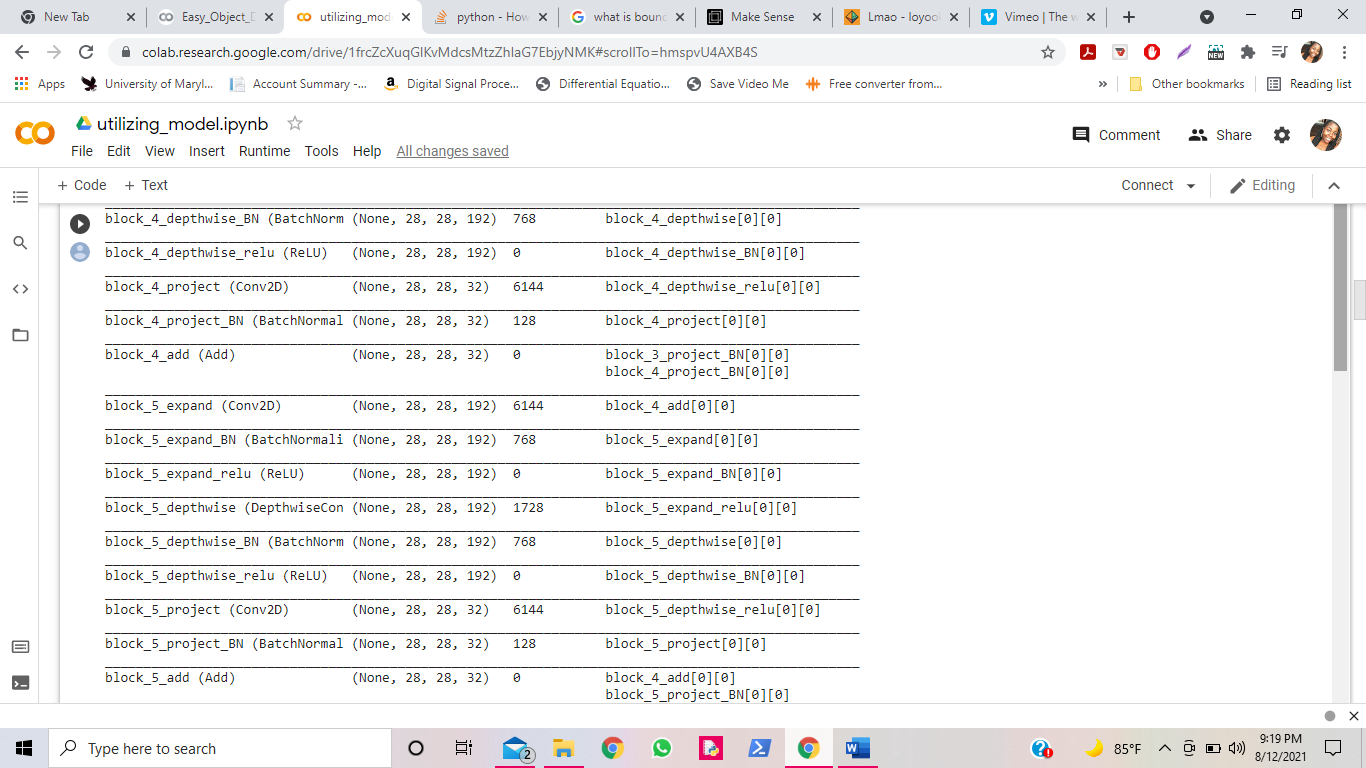 New Tab
Easy_Object_D
utilizing_mod
python - How
what is boun
Make Sense
Lmao - loyoo
Vimeo | The w
colab.research.google.com/drive/1frcZcXuqGlKvMdcsMtzZhlaG7EbjyNMK#scrollTo=hmspvU4AXB4S
Apps
University of Maryl...
Account Summary -...
Digital Signal Proce...
Differential Equatio...
Save Video Me
Free converter from...
»
Other bookmarks
Reading list
utilizing_model.ipynb
Comment
Share
File Edit View Insert Runtime Tools Help All changes saved
+ Code + Text
Connect
Editing
block_4_depthwise_BN (BatchNorm (None, 28, 28, 192) 768 block_4_depthwise[0][0]
block_4_depthwise_relu (ReLU) (None, 28, 28, 192) 0 block_4_depthwise_BN[0][0]
block_4_project (Conv2D) (None, 28, 28, 32) 6144 block_4_depthwise_relu[0][0]
block_4_project_BN (BatchNormal (None, 28, 28, 32) 128 block_4_project[0][0]
block_4_add (Add) (None, 28, 28, 32) 0 block_3_project_BN[0][0]
block_4_project_BN[0][0]
block_5_expand (Conv2D) (None, 28, 28, 192) 6144 block_4_add[0][0]
block_5_expand_BN (BatchNormali (None, 28, 28, 192) 768 block_5_expand[0][0]
block_5_expand_relu (ReLU) (None, 28, 28, 192) 0 block_5_expand_BN[0][0]
block_5_depthwise (DepthwiseCon (None, 28, 28, 192) 1728 block_5_expand_relu[0][0]
block_5_depthwise_BN (BatchNorm (None, 28, 28, 192) 768 block_5_depthwise[0][0]
block_5_depthwise_relu (ReLU) (None, 28, 28, 192) 0 block_5_depthwise_BN[0][0]
block_5_project (Conv2D) (None, 28, 28, 32) 6144 block_5_depthwise_relu[0][0]
block_5_project_BN (BatchNormal (None, 28, 28, 32) 128 block_5_project[0][0]
block_5_add (Add) (None, 28, 28, 32) 0 block_4_add[0][0]
block_5_project_BN[0][0]
Type here to search
2
85°F
9:19 PM
8/12/2021